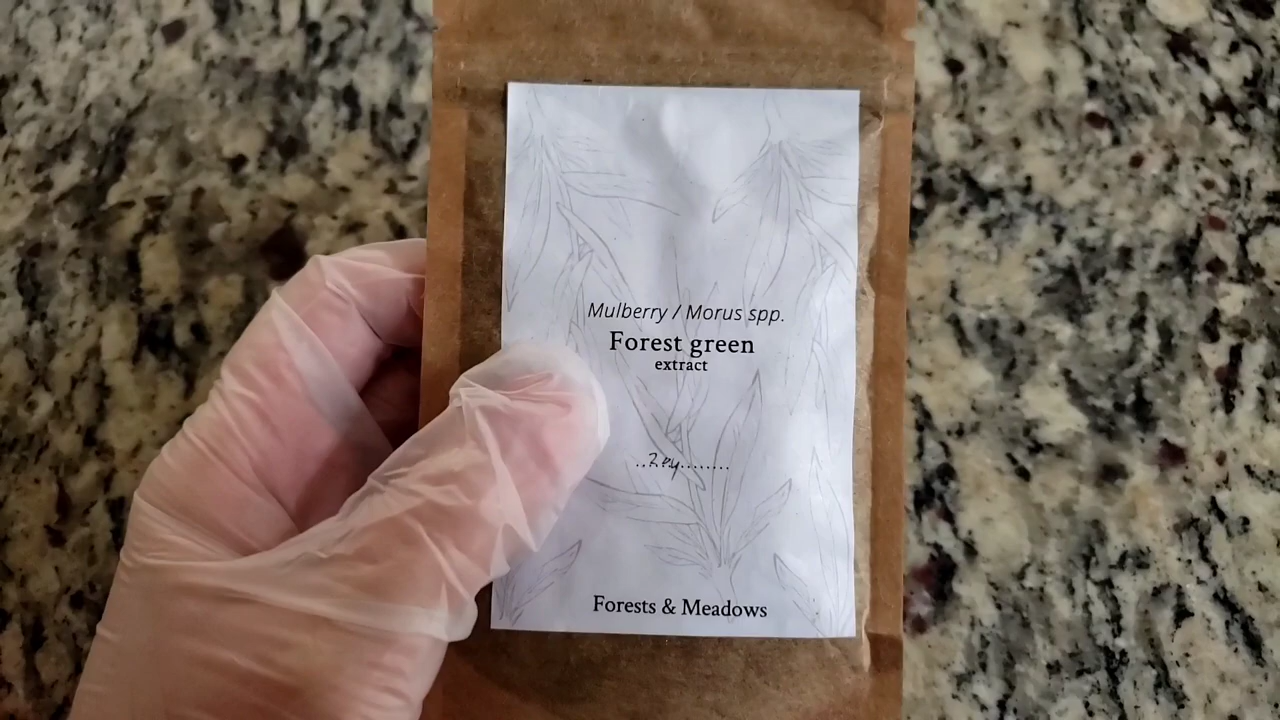 Mulberry / Morus spp.
Forest green
extract
Forests & Meadows